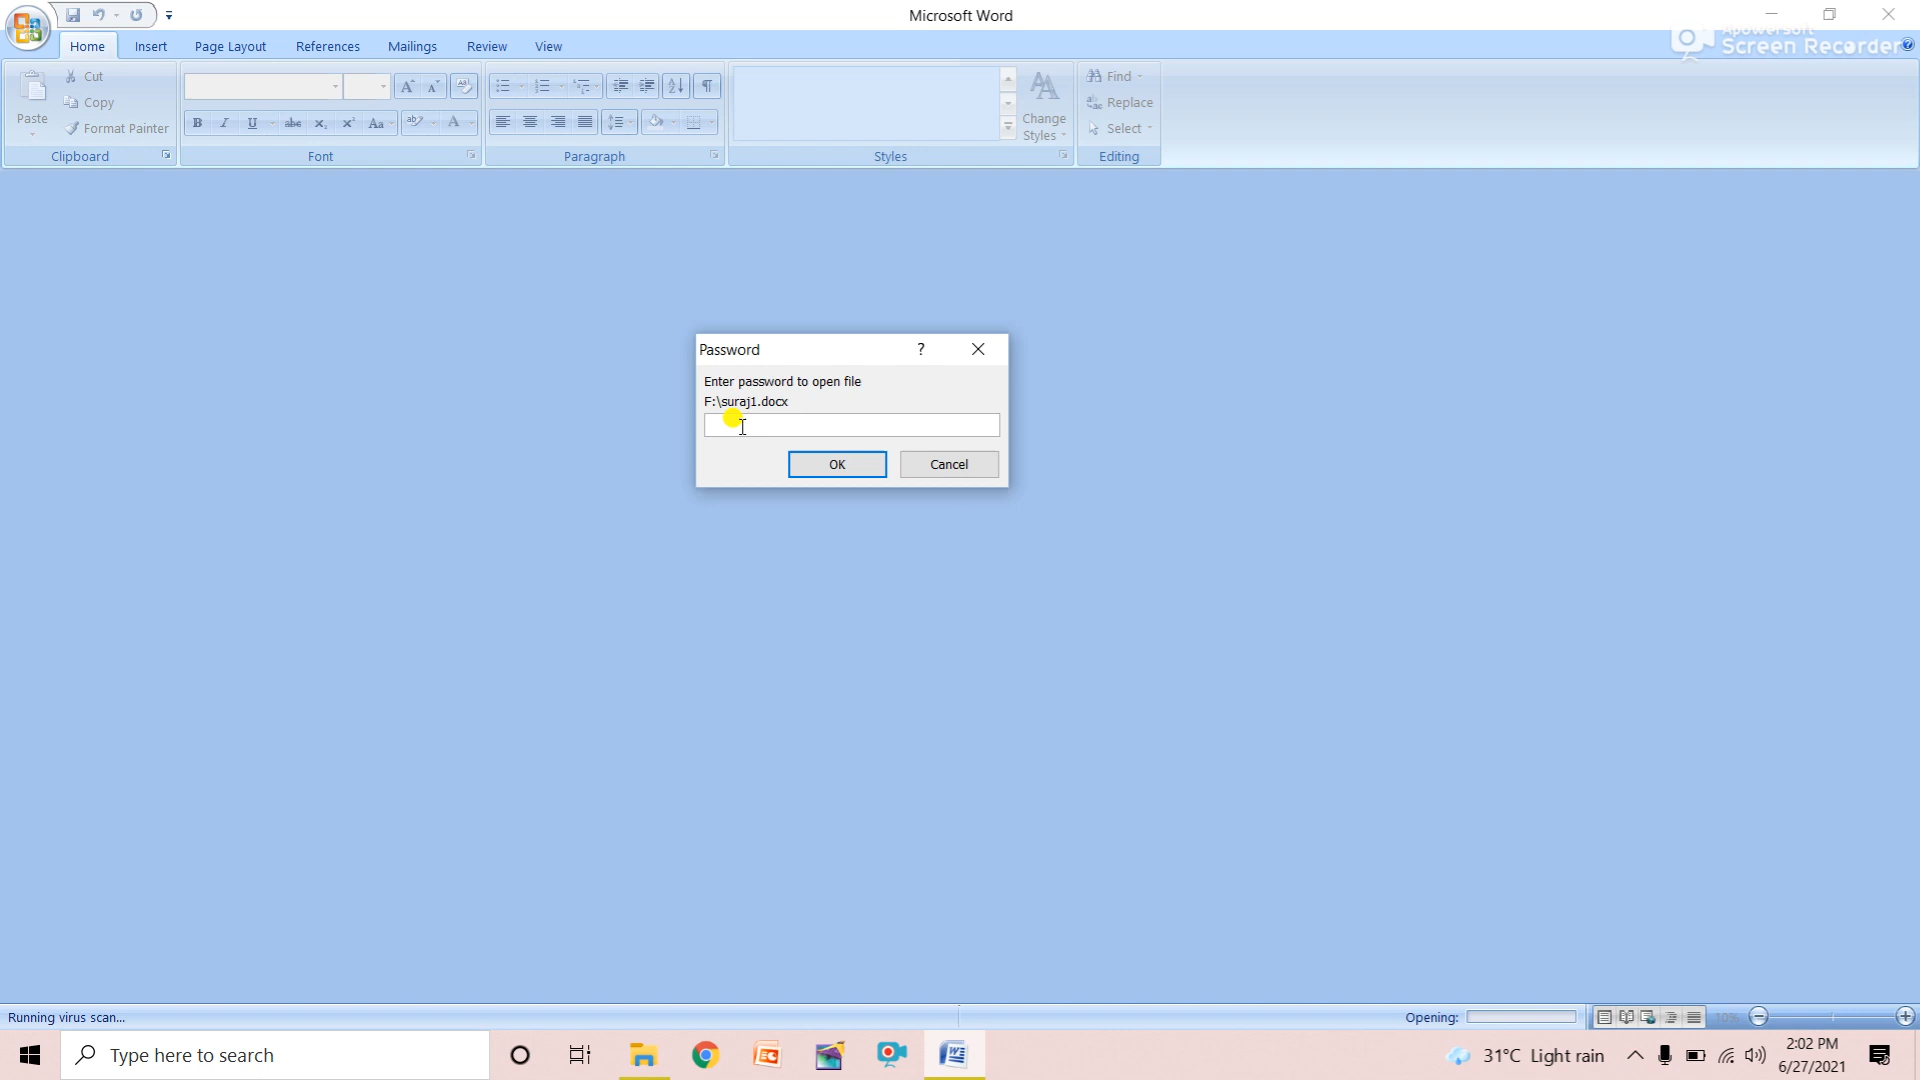 Microsoft Word
Apowersoft
Screen Recorder
Home Insert Page Layout References Mailings Review View
Cut
Copy
Format Painter
Paste
Clipboard
Font
Paragraph
Change
Styles
Styles
Find
Replace
Select
Editing
Password
Enter password to open file
F:\suraj1.docx
OK Cancel
Running virus scan...
Opening:
Type here to search
31°C Light rain
2:02 PM
6/27/2021